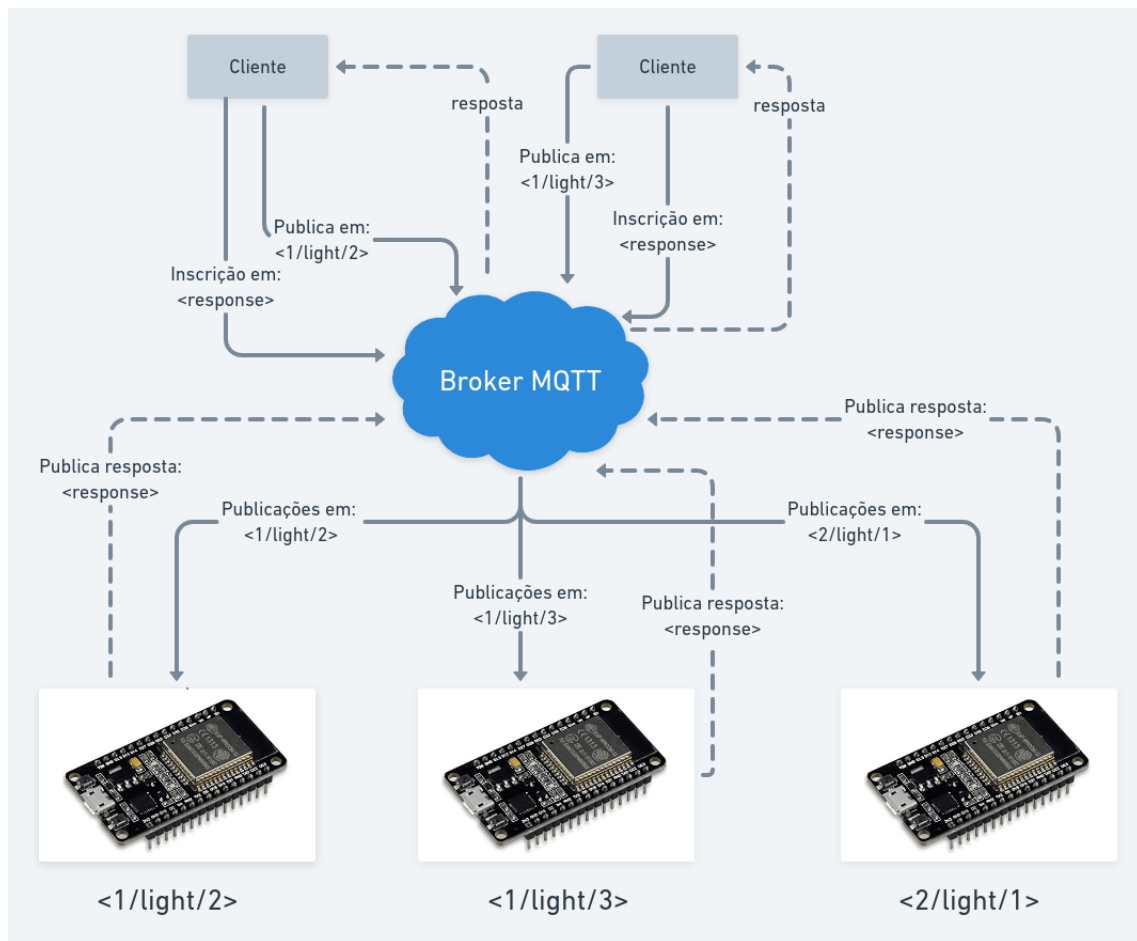 Cliente
Cliente
resposta
resposta
Publica em:
<1/light/3>
Inscrição em:
<response>
Publica em:
<1/light/2>
Inscrição em:
<response>
Broker MQTT
Publica resposta:
<response>
Publica resposta:
<response>
Publicações em:
<1/light/2>
Publicações em:
<2/light/1>
Publicações em:
<1/light/3>
Publica resposta:
<response>
<1/light/2>
<1/light/3>
<2/light/1>